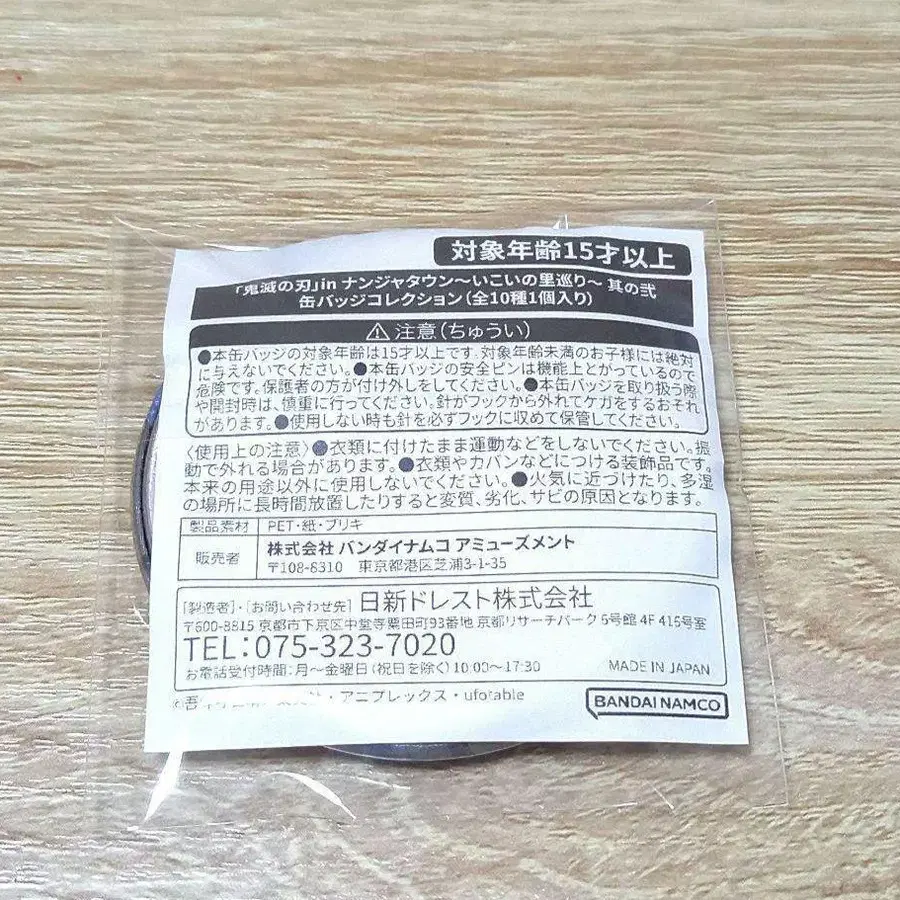 対象年齢15才以上
「鬼滅の刃」in ナンジャタウン〜いこいの里巡り〜 其の弐
缶バッジコレクション（全10種1個入り）
⚠注意（ちゅうい）
●本缶バッジの対象年齢は15才以上です。対象年齢未満のお子様には絶対
に与えないでください。●本缶バッジの安全ピンは機能上とがっているので
危険です。保護者の方が付け外しをしてください。●本缶バッジを取り扱う際
や開封時は、慎重に行ってください。針がフックから外れてケガをするおそれ
があります。●使用しない時も針を必ずフックに収めて保管してください。
〈使用上の注意〉●衣類に付けたまま運動などをしないでください。振
動で外れる場合があります。●衣類やカバンなどにつける装飾品です。
本来の用途以外に使用しないでください。●火気に近づけたり、多湿
の場所に長時間放置したりすると変質、劣化、サビの原因となります。
製品素材 PET・紙・ブリキ
販売者 株式会社 バンダイナムコ アミューズメント
〒108-8310 東京都港区芝浦3-1-35
[製造者]・[お問い合わせ先] 日新ドレスト株式会社
〒600-8815 京都市下京区中堂寺粟田町93番地 京都リサーチパーク 5号館 4F 415号室
TEL:075-323-7020
お電話受付時間：月〜金曜日（祝日を除く）10:00〜17:30 MADE IN JAPAN
・アニプレックス・ufotable
BANDAI NAMCO